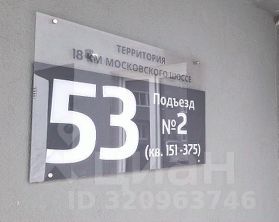 ТЕРРИТОРИЯ
18 КМ МОСКОВСКОГО ШОССЕ
53
Подъезд
№2
(кв. 151-375)
циан
ID 320963746